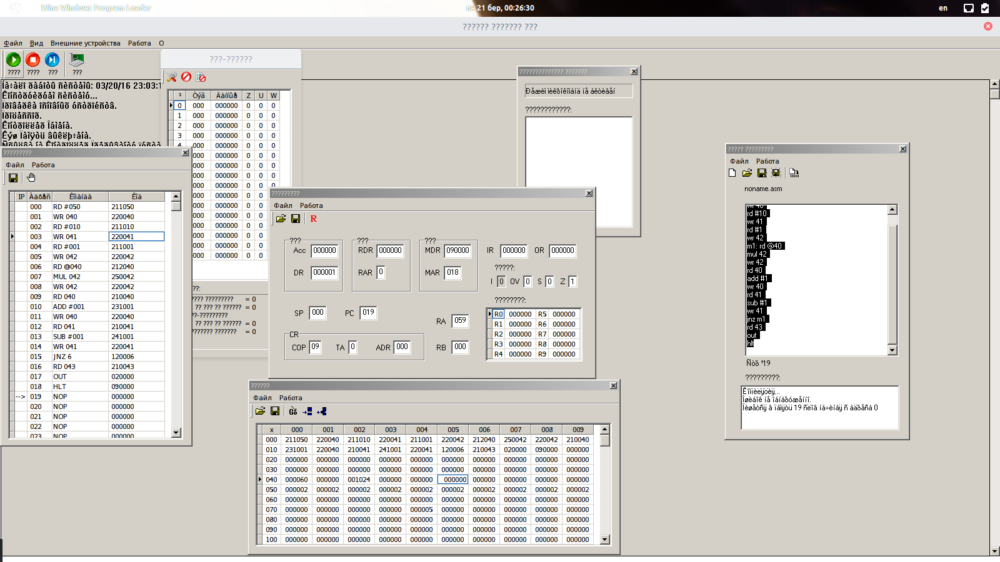 Wine Windows Program Loader
пн 21 бер, 00:26:30
en
?????? ??????? ???
Файл Вид Внешние устройства Работа О
???? ???? ??? ???
Íà÷àëî ðàáîòû ñèñòåìû: 03/20/16 23:03:1
Êîíñòðóèðóåì ñèñòåìó...
Ïðîâåðêà îñíîâíûõ óñòðîéñòâ.
Ïðîöåññîð.
Êîíòðîëëåð Îáìåíà.
Êýø Ïàìÿòü âûêëþ÷åíà.
???-??????
¹ Òýã Äàííûå Z U W
0 000 000000 0 0 0
1 000 000000 0 0 0
2 000 000000 0 0 0
3 000 000000 0 0 0
4 000 000000 0 0 0
000 000000 0 0 0
000 000000 0 0 0
000 000000 0 0 0
000 000000 0 0 0
000 000000 0 0 0
000 000000 0 0 0
000 000000 0 0 0
000 000000 0 0 0
000 000000 0 0 0
000 000000 0 0 0
000 000000 0 0 0
??:
???? ????????? = 0
?? ??? ?? ?????? = 0
??-?????????
?? ??? ?? ?????? = 0
??????? ??????? = 0
?????????
Файл Работа
IP Àäðåñ Êîìàíäà Êîä
000 RD #050 211050
001 WR 040 220040
002 RD #010 211010
003 WR 041 220041
004 RD #001 211001
005 WR 042 220042
006 RD @040 212040
007 MUL 042 250042
008 WR 042 220042
009 RD 040 210040
010 ADD #001 231001
011 WR 040 220040
012 RD 041 210041
013 SUB #001 241001
014 WR 041 220041
015 JNZ 6 120006
016 RD 043 210043
017 OUT 020000
018 HLT 090000
--> 019 NOP 000000
020 NOP 000000
021 NOP 000000
022 NOP 000000
023 NOP 000000
?????????
Файл Работа
R
??? ??? ???
Acc 000000 RDR 000000 MDR 090000 IR 000000 OR 000000
DR 000001 RAR 0 MAR 018
?????:
I 0 OV 0 S 0 Z 1
????????:
SP 000 PC 019 RA 059
CR
COP 09 TA 0 ADR 000 RB 000
R0 000000 R5 000000
R1 000000 R6 000000
R2 000000 R7 000000
R3 000000 R8 000000
R4 000000 R9 000000
??????
Файл Работа
Go
x 000 001 002 003 004 005 006 007 008 009
000 211050 220040 211010 220041 211001 220042 212040 250042 220042 210040
010 231001 220040 210041 241001 220041 120006 210043 020000 090000 000000
020 000000 000000 000000 000000 000000 000000 000000 000000 000000 000000
030 000000 000000 000000 000000 000000 000000 000000 000000 000000 000000
040 000060 000000 001024 000000 000000 000000 000000 000000 000000 000000
050 000002 000002 000002 000002 000002 000002 000002 000002 000002 000002
060 000000 000000 000000 000000 000000 000000 000000 000000 000000 000000
070 000000 000000 000000 000000 000005 000000 000000 000000 000000 000000
080 000000 000000 000000 000000 000000 000000 000000 000000 000000 000000
090 000000 000000 000000 000000 000000 000000 000000 000000 000000 000000
100 000000 000000 000000 000000 000000 000000 000000 000000 000000 000000
?????????????? ???????
Ðåæèì ìèêðîêîìàíä íå àêòèâåí
????????????:
????? ?????????
Файл Работа
noname.asm
wr 40
rd #10
wr 41
rd #1
wr 42
m1: rd @40
mul 42
wr 42
rd 40
add #1
wr 40
rd 41
sub #1
wr 41
jnz m1
rd 43
out
hlt
Ñòð ¹19
?????????:
Êîìïèëÿöèÿ...
Îøèáîê íå îáíàðóæåííî.
Ïèøåòñÿ â ïàìÿòü 19 ñëîâ íà÷èíàÿ ñ àäðåñà 0